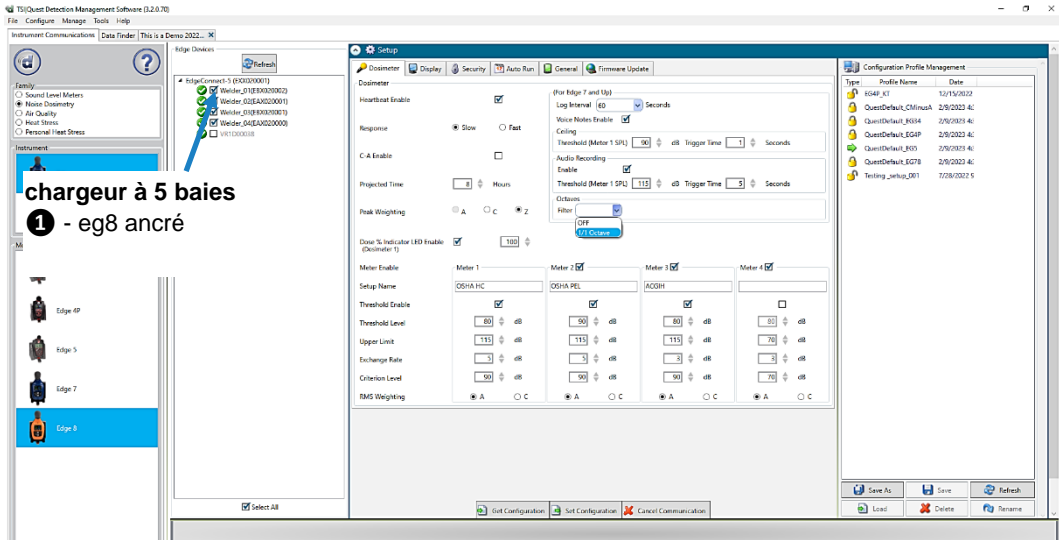 TSI|Quest Detection Management Software (3.2.0.70)
File Configure Manage Tools Help
Instrument Communications Data Finder This is a Demo 2022...
Family
Sound Level Meters
Noise Dosimetry
Air Quality
Heat Stress
Personal Heat Stress
Instrument
chargeur à 5 baies
1 - eg8 ancré
Edge 4P
Edge 5
Edge 7
Edge 8
Edge Devices
Refresh
EdgeConnect-5 (EXX020001)
Welder_01(E8X020002)
Welder_02(EAX020001)
Welder_03(E9X020001)
Welder_04(EAX020000)
VR1D0003B
Select All
Setup
Dosimeter Display Security Auto Run General Firmware Update
Dosimeter
Heartbeat Enable
Response Slow Fast
C-A Enable
Projected Time 8 Hours
Peak Weighting A C Z
Dose % Indicator LED Enable 100
(Dosimeter 1)
(For Edge 7 and Up)
Log Interval 60 Seconds
Voice Notes Enable
Ceiling
Threshold (Meter 1 SPL) 90 dB Trigger Time 1 Seconds
Audio Recording
Enable
Threshold (Meter 1 SPL) 115 dB Trigger Time 5 Seconds
Octaves
Filter
OFF
1/1 Octave
Meter Enable Meter 1 Meter 2 Meter 3 Meter 4
Setup Name OSHA HC OSHA PEL ACGIH
Threshold Enable
Threshold Level 80 dB 90 dB 80 dB 80 dB
Upper Limit 115 dB 115 dB 115 dB 70 dB
Exchange Rate 5 dB 5 dB 3 dB 3 dB
Criterion Level 90 dB 90 dB 90 dB 70 dB
RMS Weighting A C A C A C A C
Get Configuration Set Configuration Cancel Communication
Configuration Profile Management
Type Profile Name Date
EG4P_KT 12/15/2022
QuestDefault_CMinusA 2/9/2023 4:
QuestDefault_EG34 2/9/2023 4:
QuestDefault_EG4P 2/9/2023 4:
QuestDefault_EG5 2/9/2023 4:
QuestDefault_EG78 2/9/2023 4:
Testing _setup_001 7/28/2022 9
Save As Save Refresh
Load Delete Rename